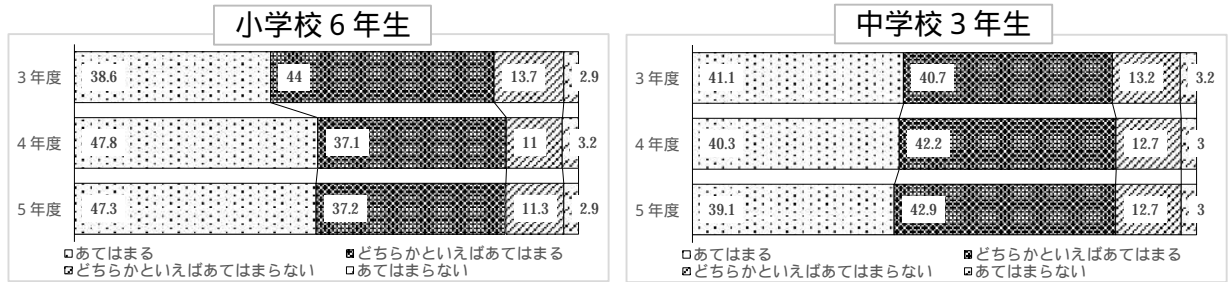 小学校６年生
3年度 38.6 44 13.7 2.9
4年度 47.8 37.1 11 3.2
5年度 47.3 37.2 11.3 2.9
あてはまる どちらかといえばあてはまる
どちらかといえばあてはまらない あてはまらない
中学校３年生
3年度 41.1 40.7 13.2 3.2
4年度 40.3 42.2 12.7 3
5年度 39.1 42.9 12.7 3
あてはまる どちらかといえばあてはまる
どちらかといえばあてはまらない あてはまらない